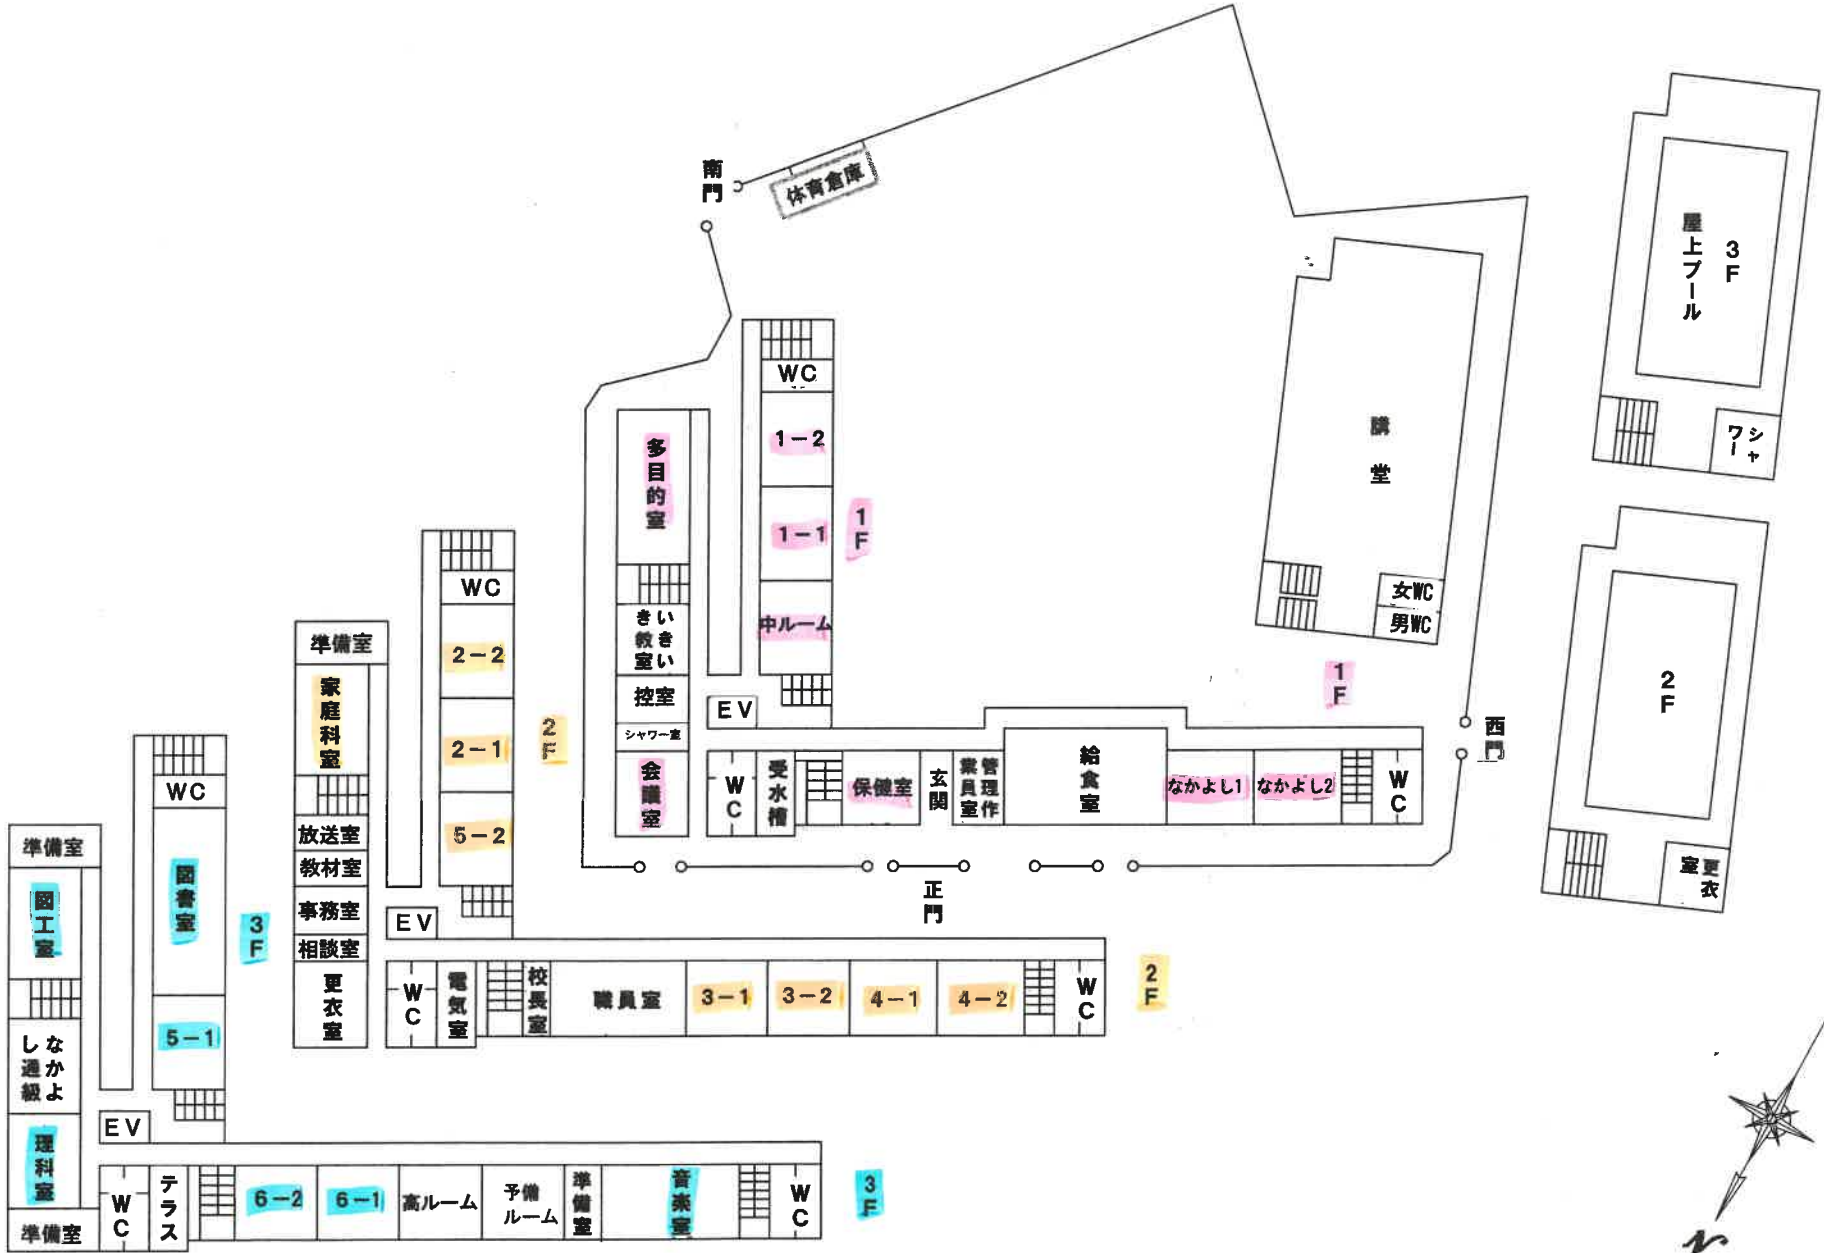 南門
体育倉庫
屋上プール
3F
シャワー
講堂
女WC
男WC
1F
西門
2F
更衣室
WC
1-2
1-1
中ルーム
1F
多目的室
いきいき教室
控室
シャワー室
会議室
EV
WC
受水槽
保健室
玄関
管理作業員室
給食室
なかよし1
なかよし2
WC
正門
WC
2-2
2-1
5-2
2F
準備室
家庭科室
放送室
教材室
事務室
相談室
更衣室
EV
WC
電気室
校長室
職員室
3-1
3-2
4-1
4-2
WC
2F
WC
図書室
5-1
3F
準備室
図工室
なかよし通級
理科室
準備室
EV
WC
テラス
6-2
6-1
高ルーム
予備ルーム
準備室
音楽室
WC
3F
N